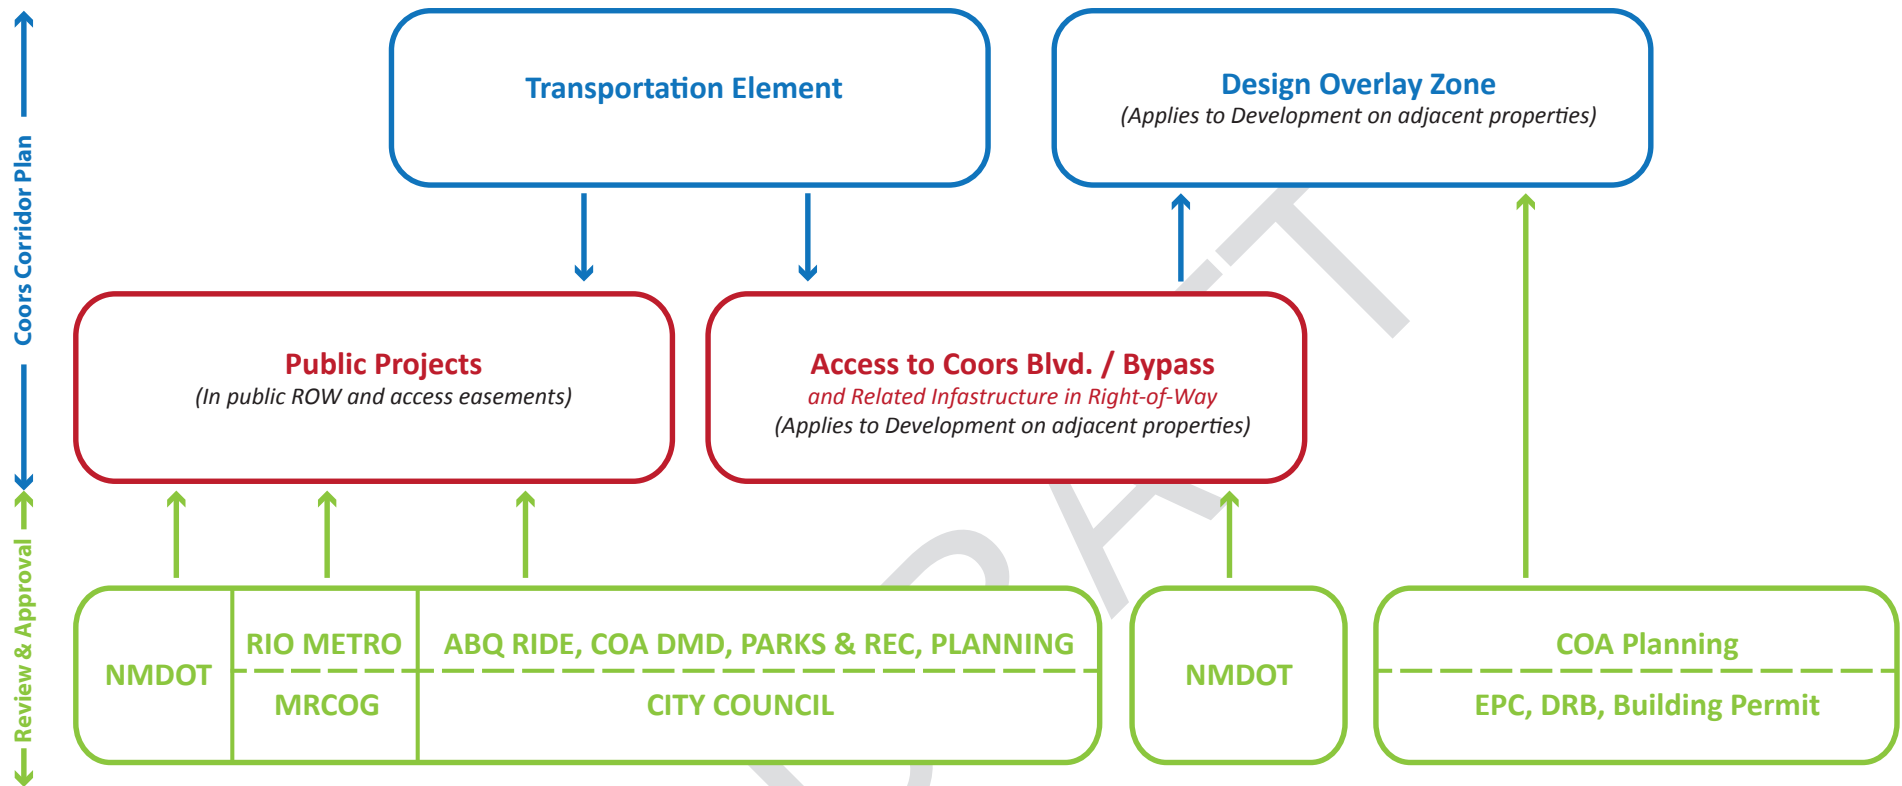 Coors Corridor Plan
Transportation Element
Design Overlay Zone
(Applies to Development on adjacent properties)
Public Projects
(In public ROW and access easements)
Access to Coors Blvd. / Bypass
and Related Infastructure in Right-of-Way
(Applies to Development on adjacent properties)
Review & Approval
NMDOT
RIO METRO
MRCOG
ABQ RIDE, COA DMD, PARKS & REC, PLANNING
CITY COUNCIL
NMDOT
COA Planning
EPC, DRB, Building Permit
DRAFT